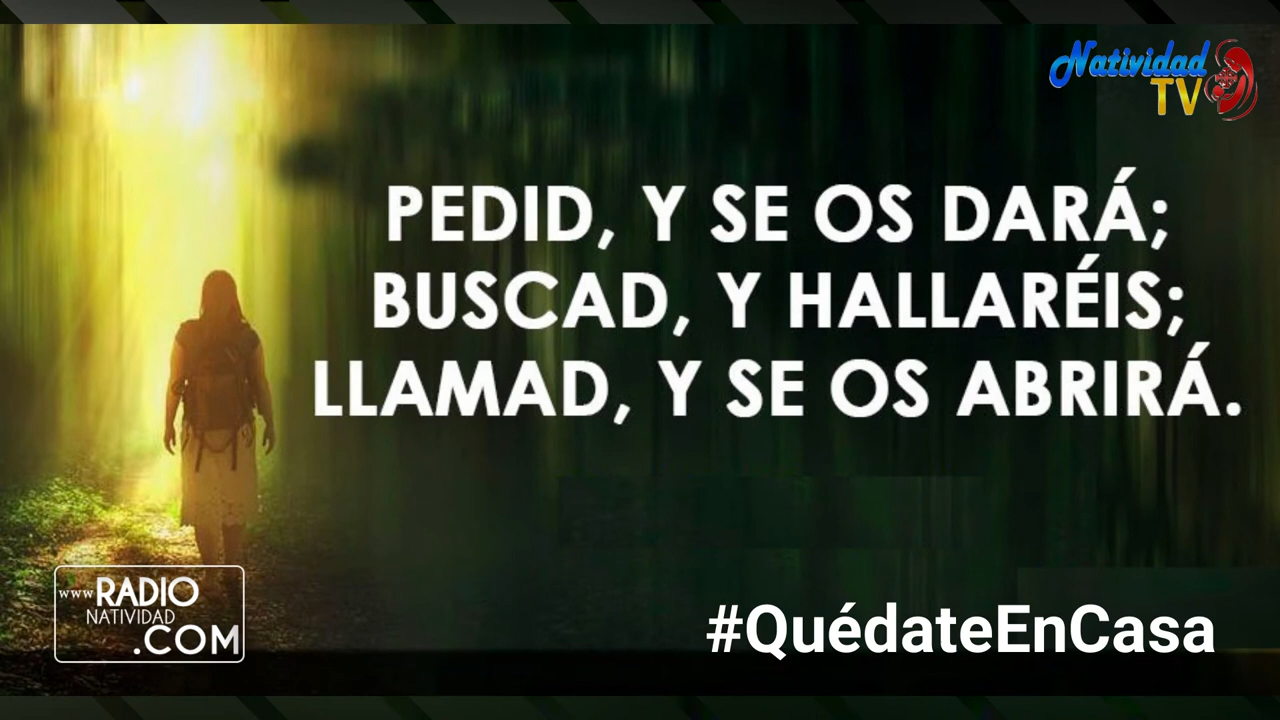 Natividad
TV
PEDID, Y SE OS DARÁ;
BUSCAD, Y HALLARÉIS;
LLAMAD, Y SE OS ABRIRÁ.
www RADIO
NATIVIDAD
.COM
#QuédateEnCasa